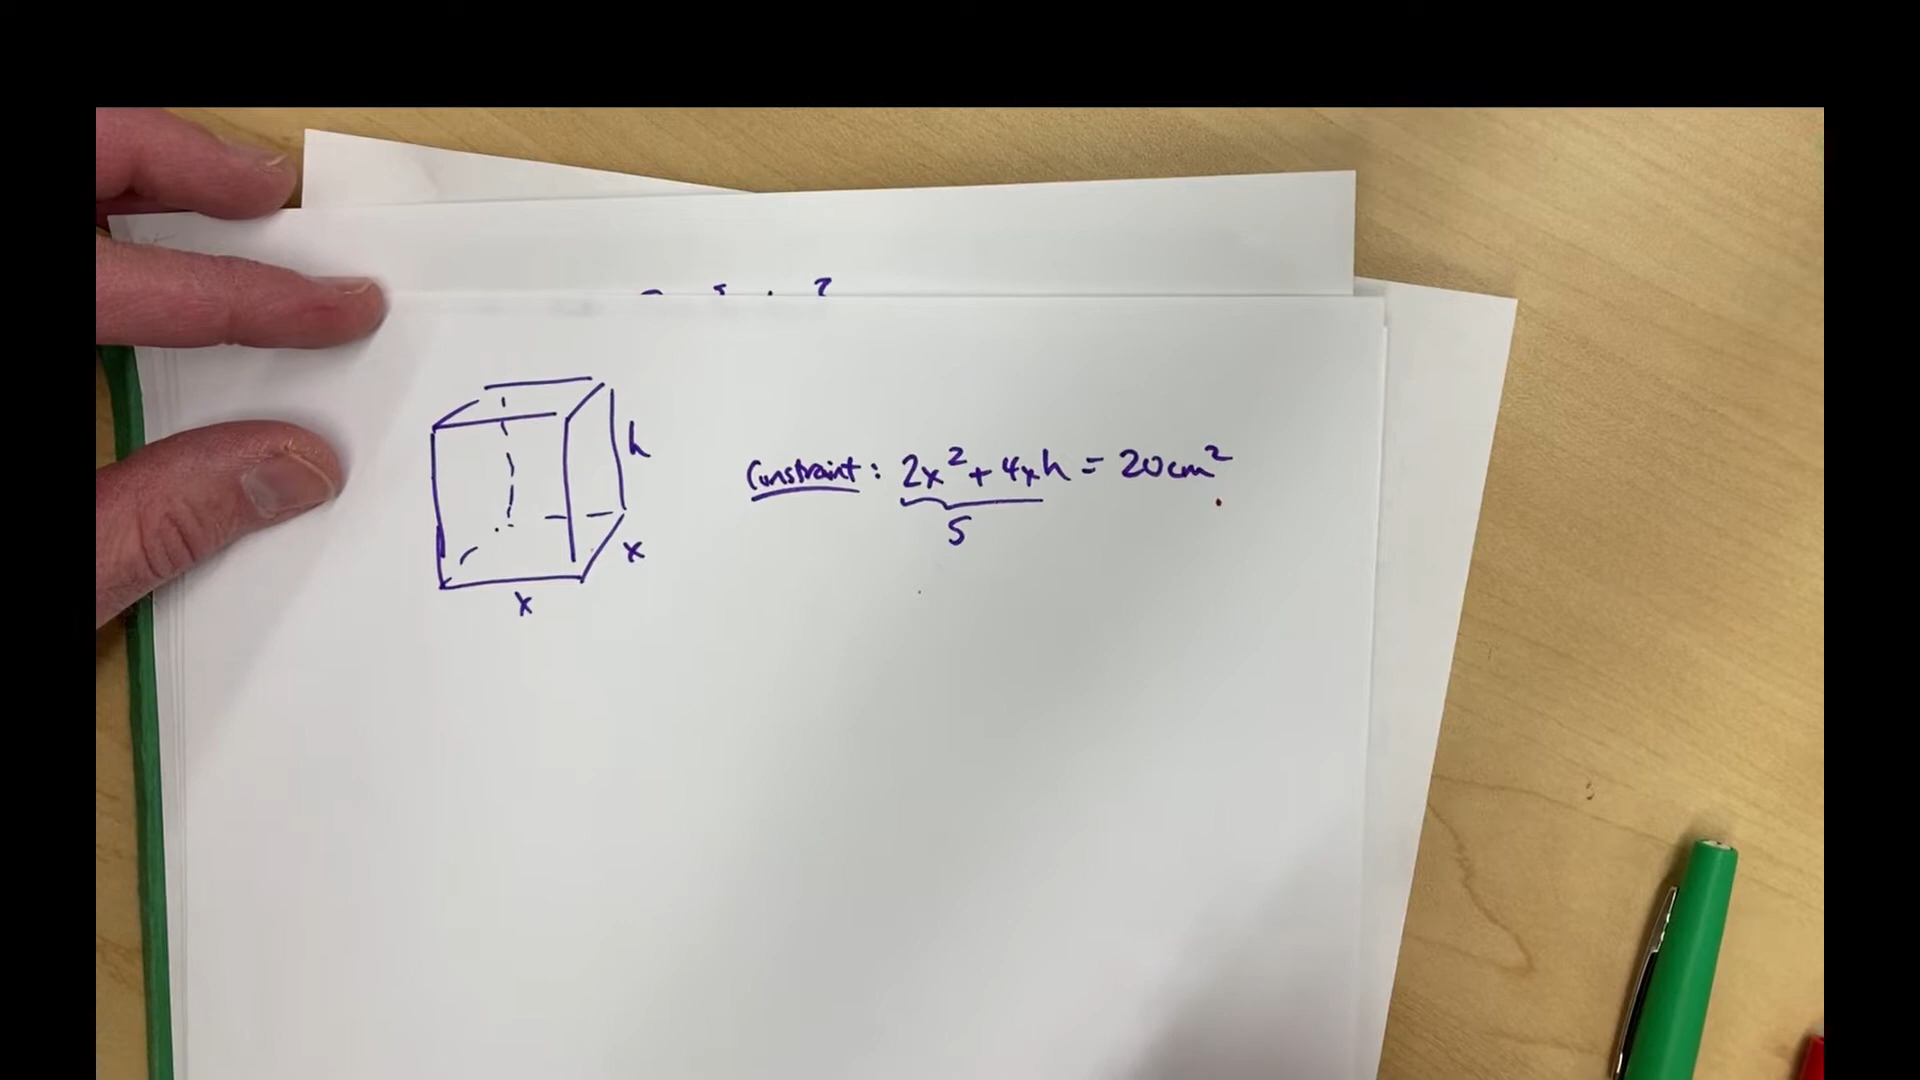 h
Constraint: 2x² + 4xh = 20cm²
S
x
x